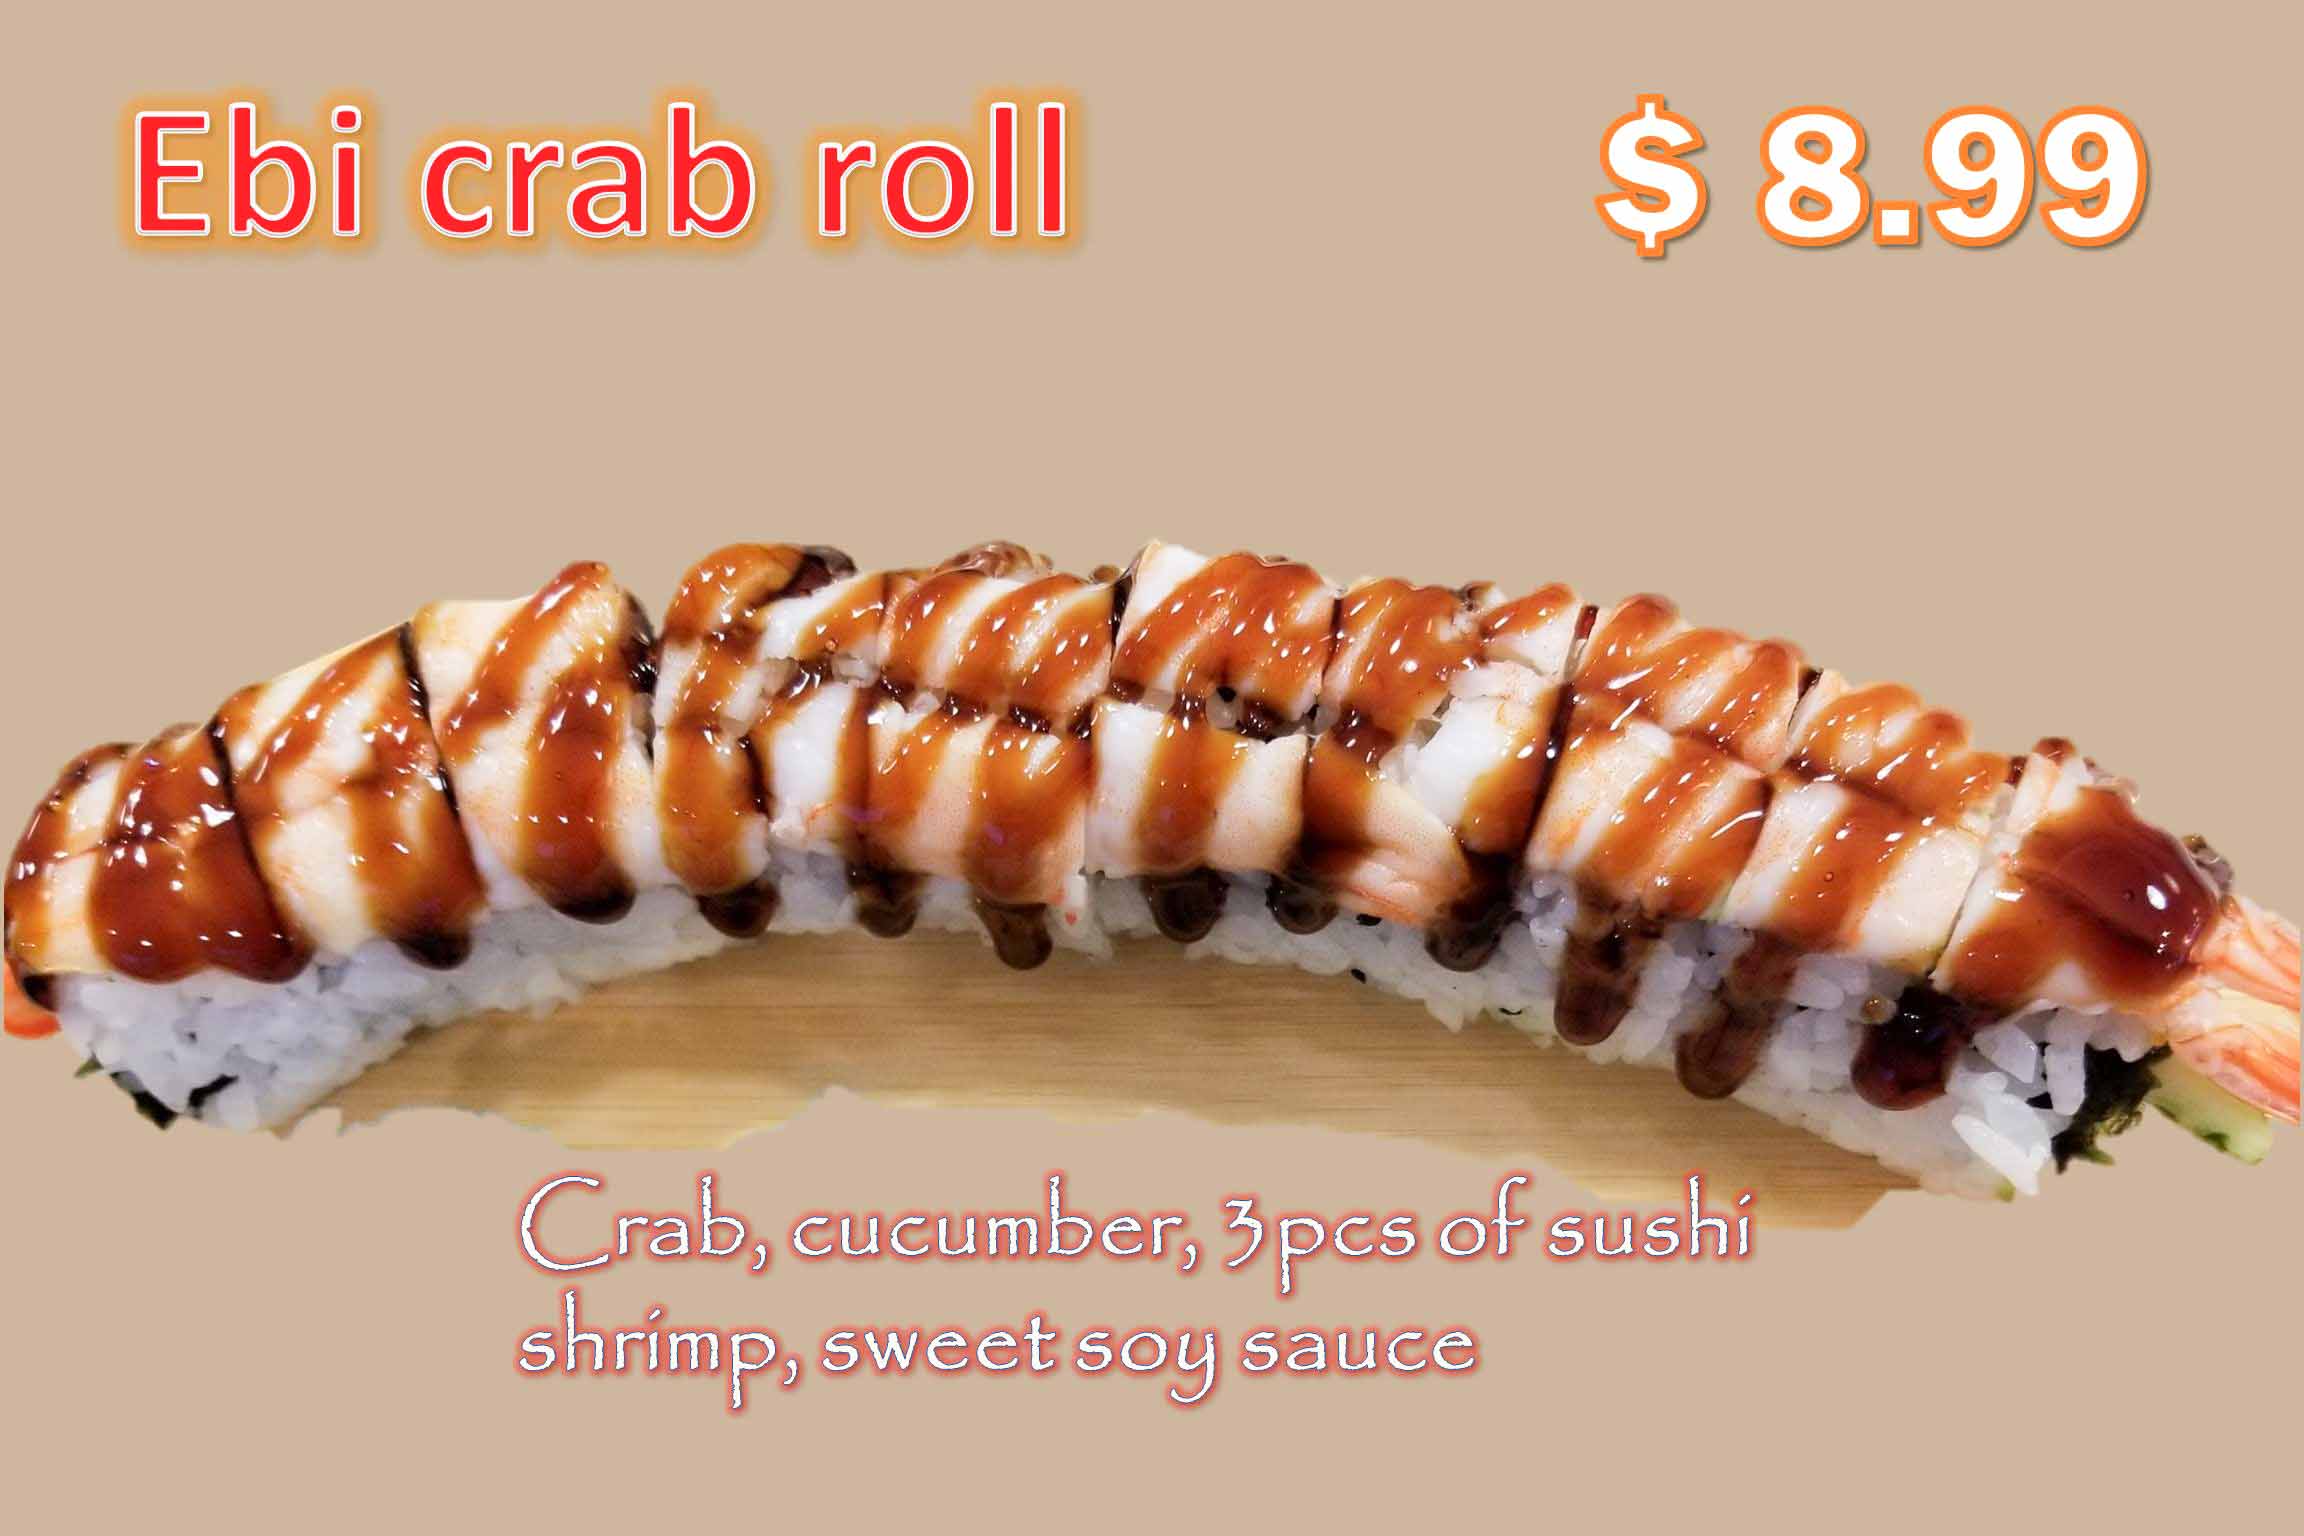 Ebi crab roll
$ 8.99
Crab, cucumber, 3pcs of sushi
shrimp, sweet soy sauce